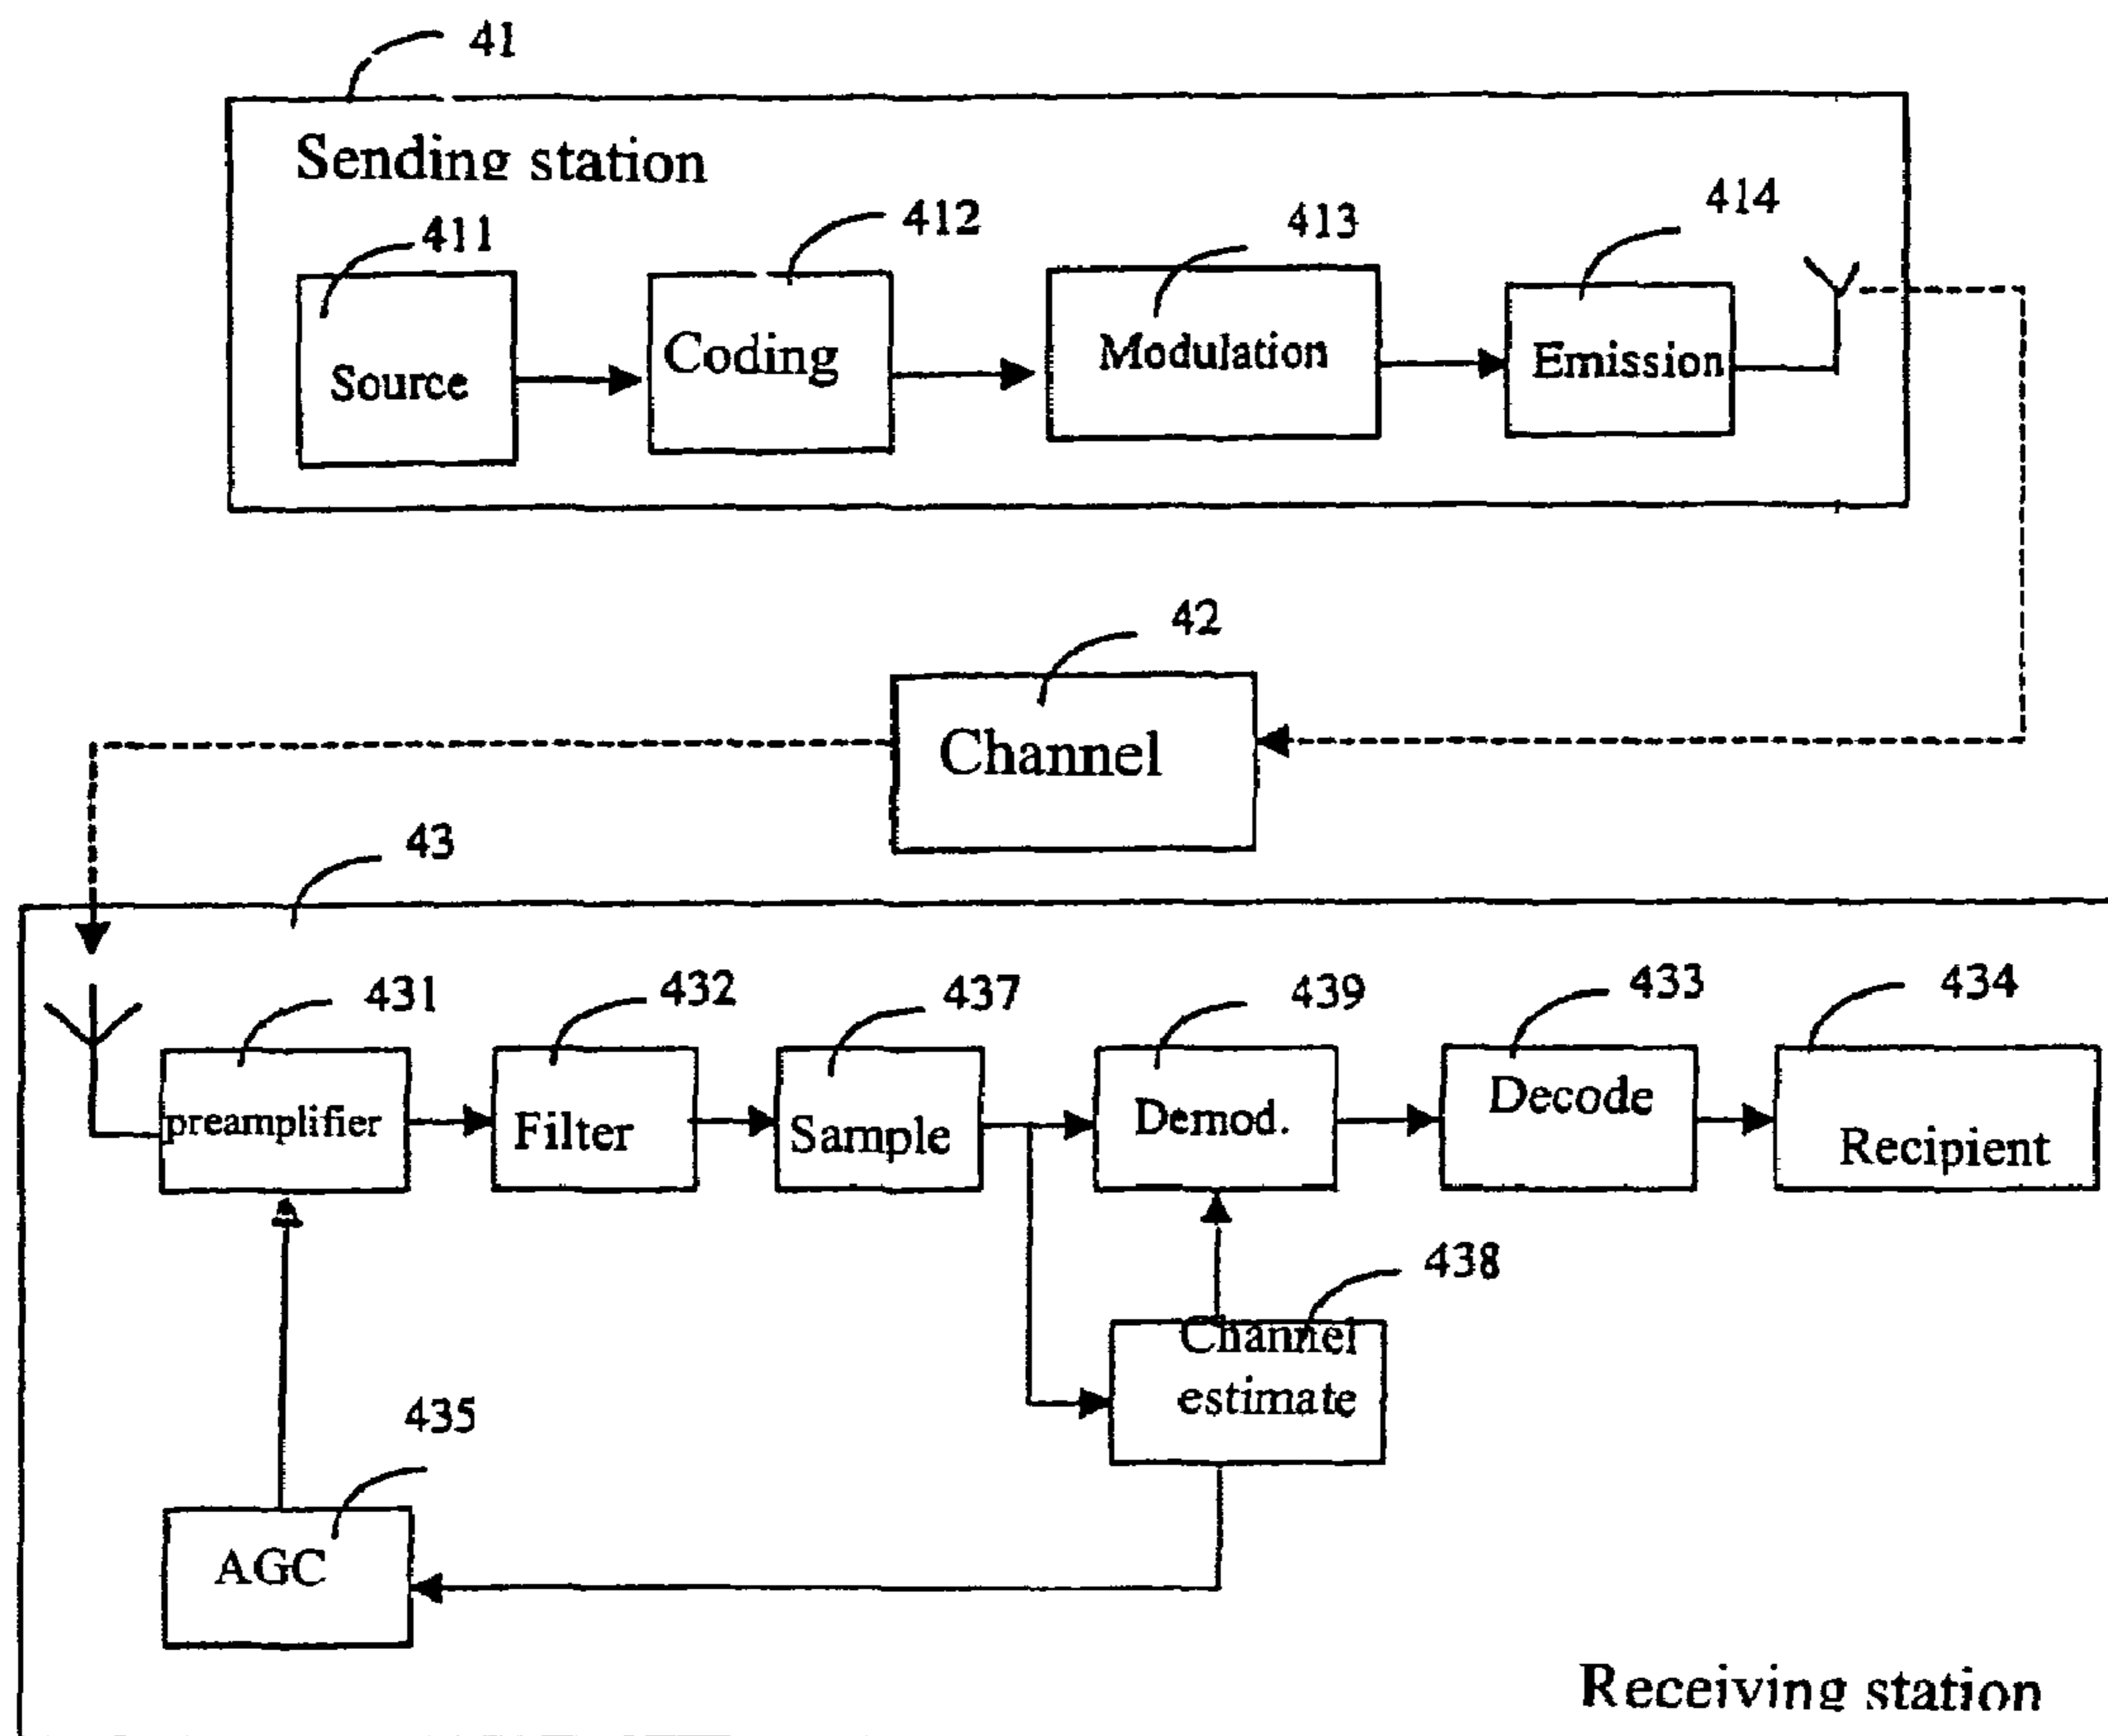 41
Sending station
411
412
413
414
Source
Coding
Modulation
Emission
42
Channel
43
431
432
437
439
433
434
preamplifier
Filter
Sample
Demod.
Decode
Recipient
438
Channel
estimate
435
AGC
Receiving station